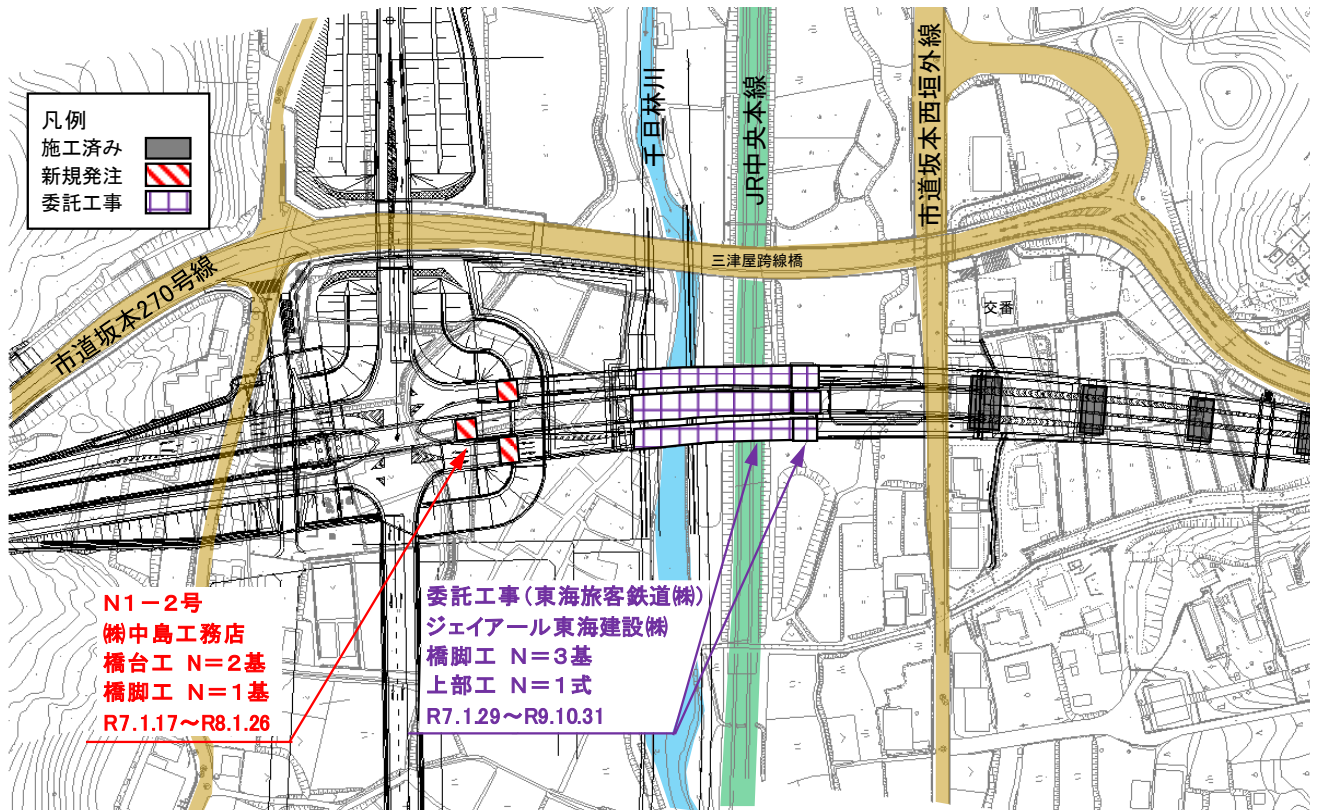 凡例
施工済み
新規発注
委託工事
千旦林川
JR中央本線
市道坂本西垣外線
三津屋跨線橋
市道坂本270号線
交番
N1－2号
㈱中島工務店
橋台工 N＝2基
橋脚工 N＝1基
R7.1.17～R8.1.26
委託工事（東海旅客鉄道㈱）
ジェイアール東海建設㈱
橋脚工 N＝3基
上部工 N＝1式
R7.1.29～R9.10.31